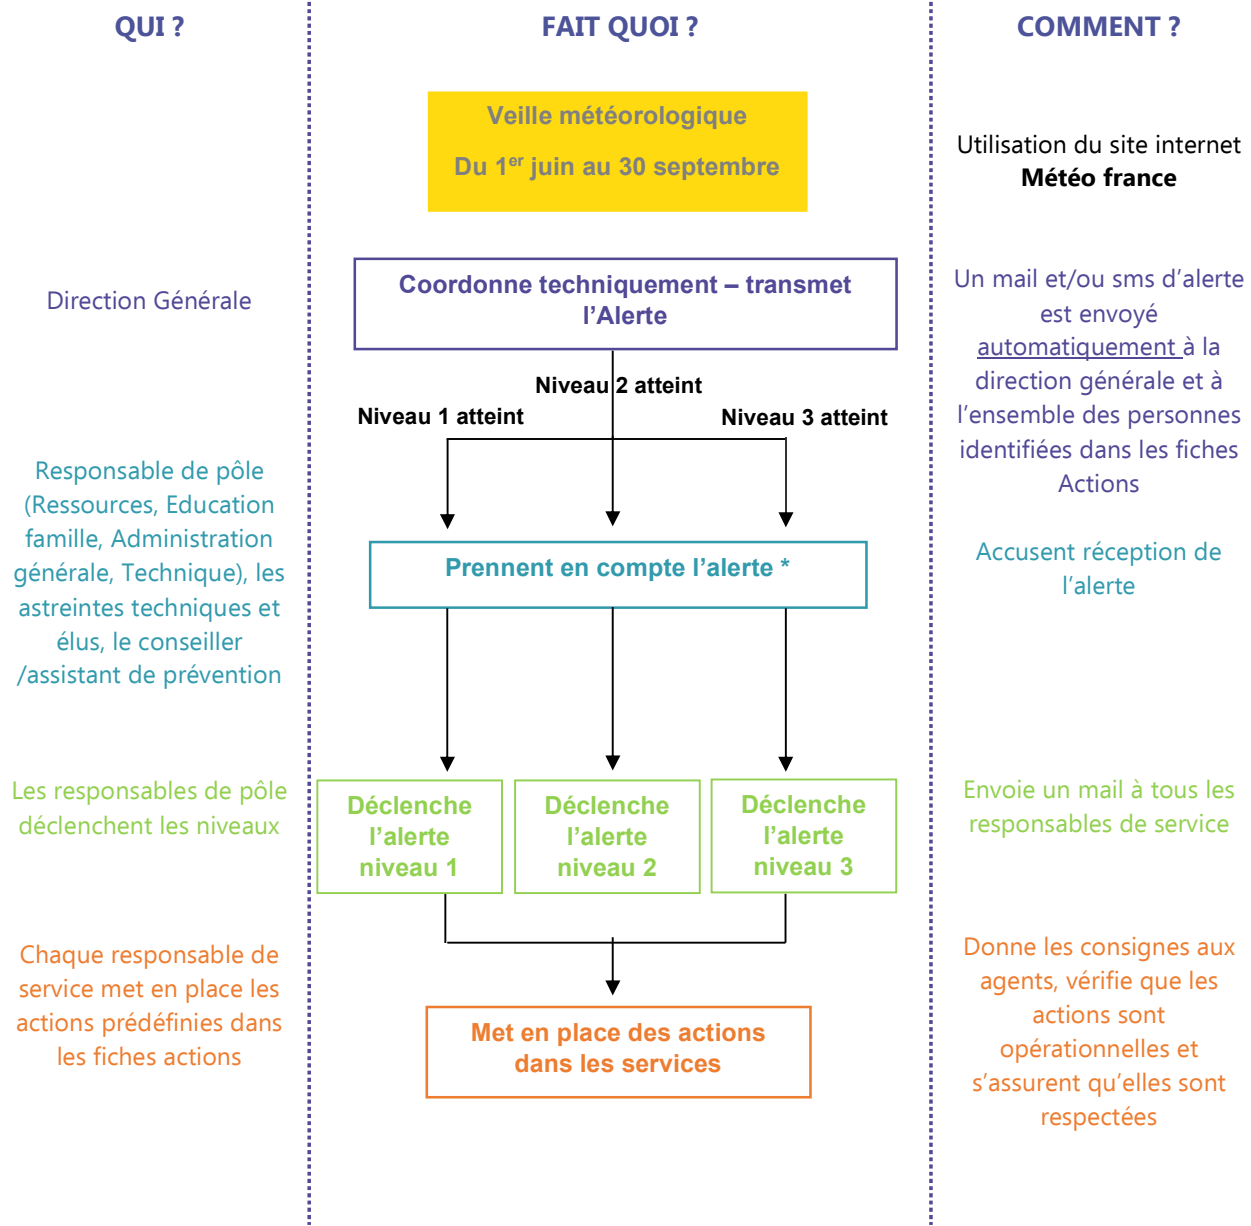 QUI ?
FAIT QUOI ?
COMMENT ?
Veille météorologique
Du 1er juin au 30 septembre
Utilisation du site internet
Météo france
Direction Générale
Coordonne techniquement – transmet
l’Alerte
Un mail et/ou sms d’alerte
est envoyé
automatiquement à la
direction générale et à
l’ensemble des personnes
identifiées dans les fiches
Actions
Niveau 2 atteint
Niveau 1 atteint
Niveau 3 atteint
Responsable de pôle
(Ressources, Education
famille, Administration
générale, Technique), les
astreintes techniques et
élus, le conseiller
/assistant de prévention
Prennent en compte l’alerte *
Accusent réception de
l’alerte
Les responsables de pôle
déclenchent les niveaux
Déclenche
l’alerte
niveau 1
Déclenche
l’alerte
niveau 2
Déclenche
l’alerte
niveau 3
Envoie un mail à tous les
responsables de service
Chaque responsable de
service met en place les
actions prédéfinies dans
les fiches actions
Met en place des actions
dans les services
Donne les consignes aux
agents, vérifie que les
actions sont
opérationnelles et
s’assurent qu’elles sont
respectées